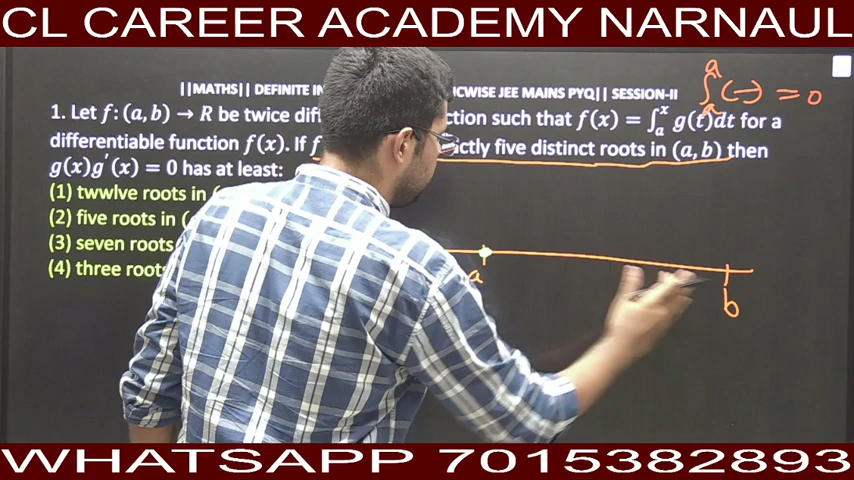 CL CAREER ACADEMY NARNAUL
||MATHS|| DEFINITE IN CWISE JEE MAINS PYQ|| SESSION-II
∫ₐᵃ(—) = 0
1. Let f: (a, b) → R be twice diff ction such that f(x) = ∫ₐˣ g(t)dt for a
differentiable function f(x). If f ictly five distinct roots in (a, b) then
g(x)g′(x) = 0 has at least:
(1) twwlve roots in (
(2) five roots in (
(3) seven roots
(4) three roots
a
b
WHATSAPP 7015382893